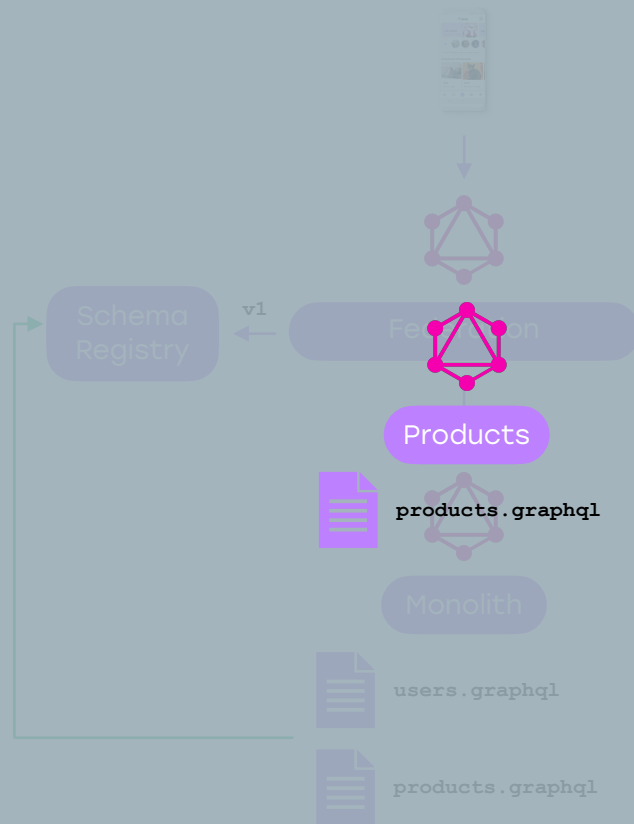 Schema
Registry
v1
Products
products.graphql
Monolith
users.graphql
products.graphql